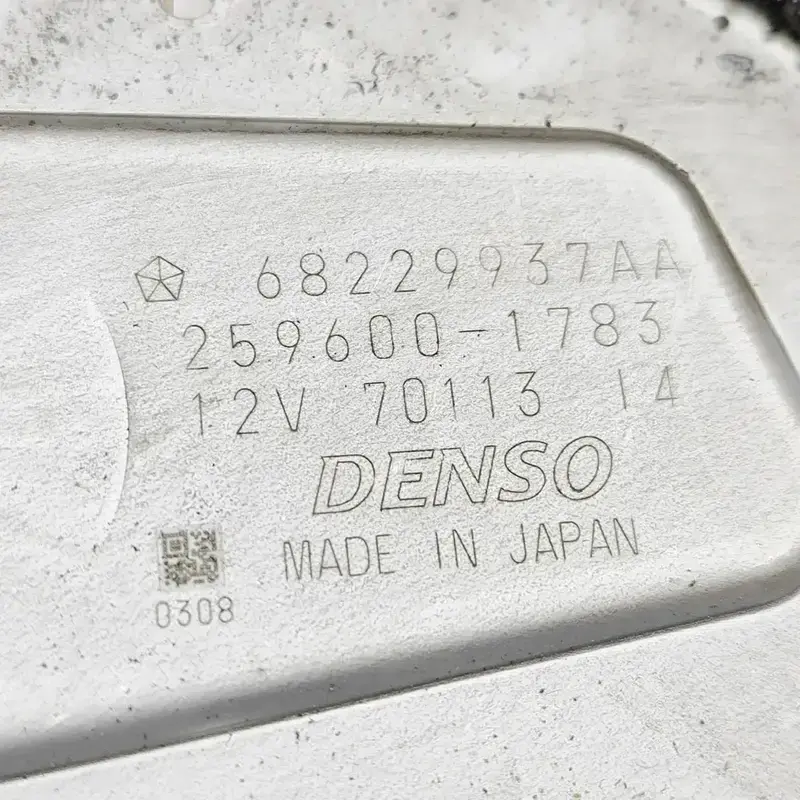 68229937AA
259600-1783
12V 70113 14
DENSO
MADE IN JAPAN
0308